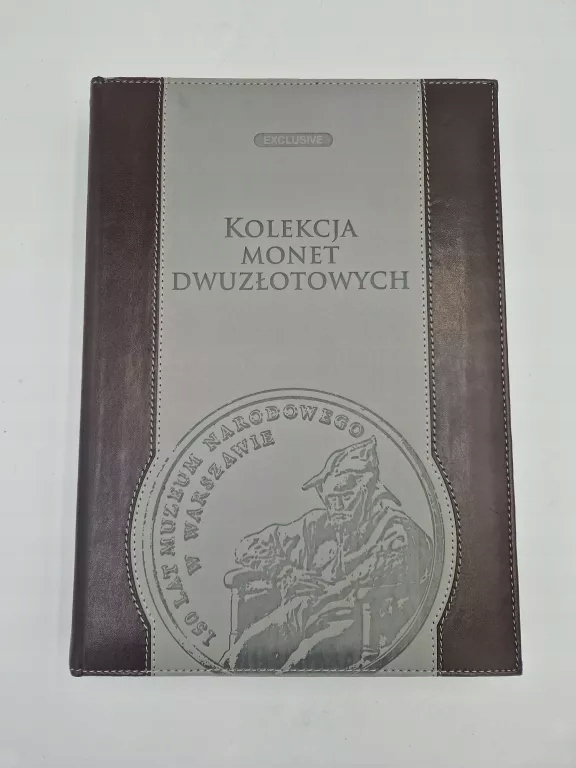 EXCLUSIVE
KOLEKCJA
MONET
DWUZŁOTOWYCH
150 LAT MUZEUM NARODOWEGO
W WARSZAWIE